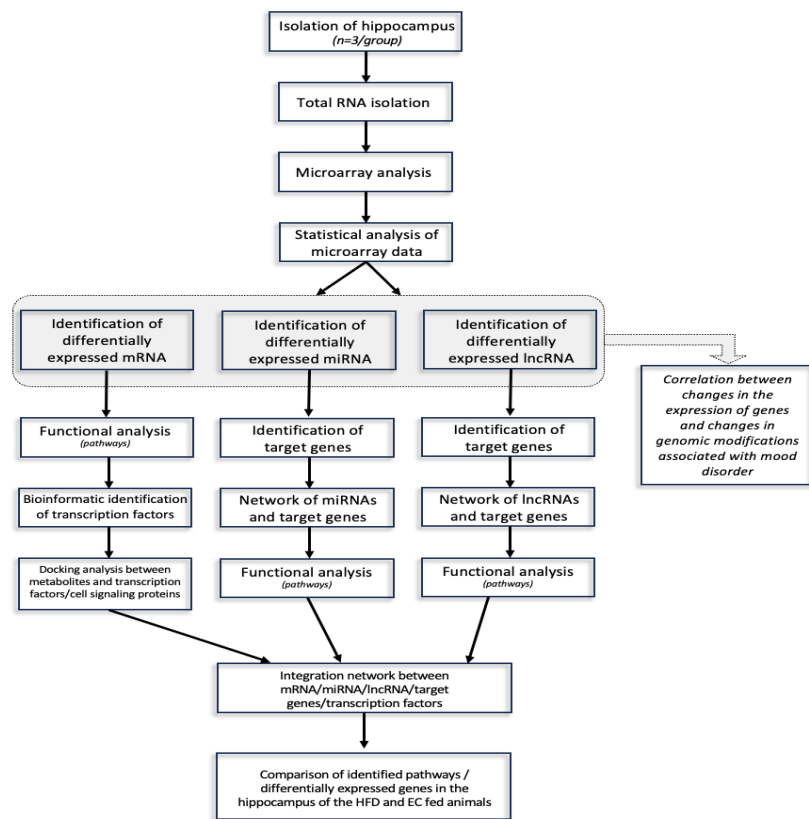 Isolation of hippocampus
(n=3/group)
Total RNA isolation
Microarray analysis
Statistical analysis of
microarray data
Identification of
differentially
expressed mRNA
Identification of
differentially
expressed miRNA
Identification of
differentially
expressed lncRNA
Correlation between
changes in the
expression of genes
and changes in
genomic modifications
associated with mood
disorder
Functional analysis
(pathways)
Identification of
target genes
Identification of
target genes
Bioinformatic identification
of transcription factors
Network of miRNAs
and target genes
Network of lncRNAs
and target genes
Docking analysis between
metabolites and transcription
factors/cell signaling proteins
Functional analysis
(pathways)
Functional analysis
(pathways)
Integration network between
mRNA/miRNA/lncRNA/target
genes/transcription factors
Comparison of identified pathways /
differentially expressed genes in the
hippocampus of the HFD and EC fed animals